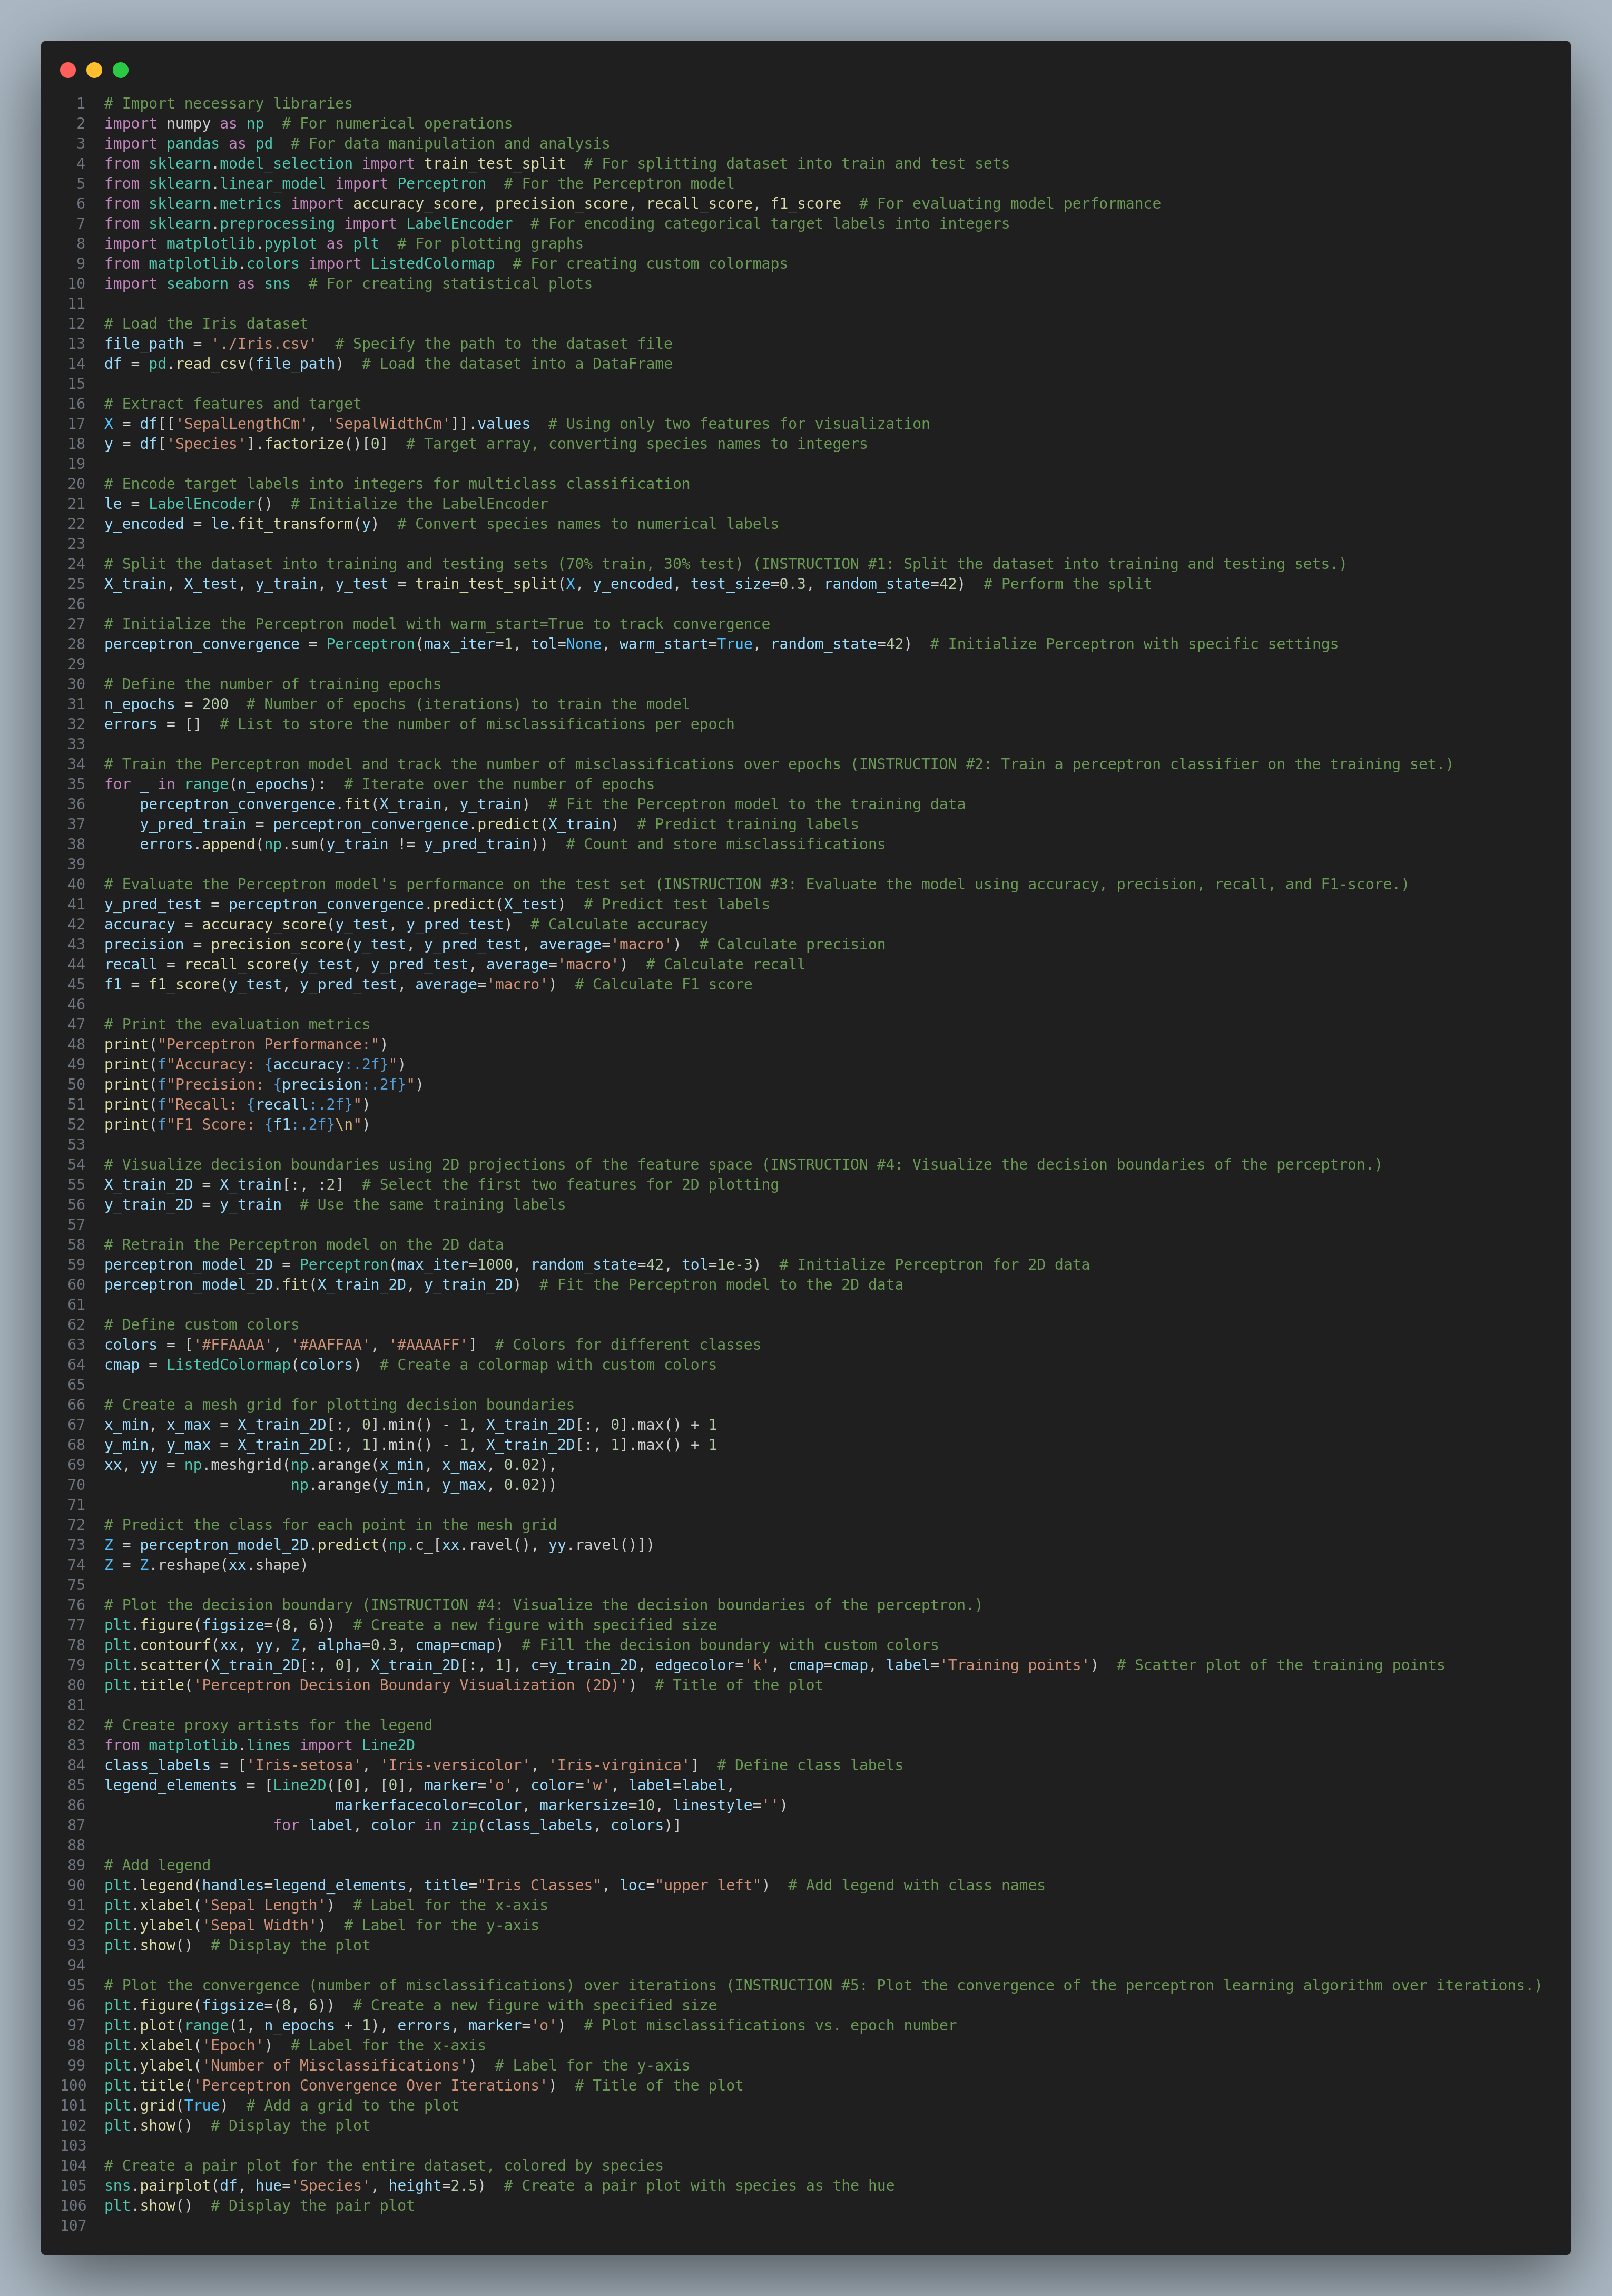 1 # Import necessary libraries
2 import numpy as np  # For numerical operations
3 import pandas as pd  # For data manipulation and analysis
4 from sklearn.model_selection import train_test_split  # For splitting dataset into train and test sets
5 from sklearn.linear_model import Perceptron  # For the Perceptron model
6 from sklearn.metrics import accuracy_score, precision_score, recall_score, f1_score  # For evaluating model performance
7 from sklearn.preprocessing import LabelEncoder  # For encoding categorical target labels into integers
8 import matplotlib.pyplot as plt  # For plotting graphs
9 from matplotlib.colors import ListedColormap  # For creating custom colormaps
10 import seaborn as sns  # For creating statistical plots
11
12 # Load the Iris dataset
13 file_path = './Iris.csv'  # Specify the path to the dataset file
14 df = pd.read_csv(file_path)  # Load the dataset into a DataFrame
15
16 # Extract features and target
17 X = df[['SepalLengthCm', 'SepalWidthCm']].values  # Using only two features for visualization
18 y = df['Species'].factorize()[0]  # Target array, converting species names to integers
19
20 # Encode target labels into integers for multiclass classification
21 le = LabelEncoder()  # Initialize the LabelEncoder
22 y_encoded = le.fit_transform(y)  # Convert species names to numerical labels
23
24 # Split the dataset into training and testing sets (70% train, 30% test) (INSTRUCTION #1: Split the dataset into training and testing sets.)
25 X_train, X_test, y_train, y_test = train_test_split(X, y_encoded, test_size=0.3, random_state=42)  # Perform the split
26
27 # Initialize the Perceptron model with warm_start=True to track convergence
28 perceptron_convergence = Perceptron(max_iter=1, tol=None, warm_start=True, random_state=42)  # Initialize Perceptron with specific settings
29
30 # Define the number of training epochs
31 n_epochs = 200  # Number of epochs (iterations) to train the model
32 errors = []  # List to store the number of misclassifications per epoch
33
34 # Train the Perceptron model and track the number of misclassifications over epochs (INSTRUCTION #2: Train a perceptron classifier on the training set.)
35 for _ in range(n_epochs):  # Iterate over the number of epochs
36     perceptron_convergence.fit(X_train, y_train)  # Fit the Perceptron model to the training data
37     y_pred_train = perceptron_convergence.predict(X_train)  # Predict training labels
38     errors.append(np.sum(y_train != y_pred_train))  # Count and store misclassifications
39
40 # Evaluate the Perceptron model's performance on the test set (INSTRUCTION #3: Evaluate the model using accuracy, precision, recall, and F1-score.)
41 y_pred_test = perceptron_convergence.predict(X_test)  # Predict test labels
42 accuracy = accuracy_score(y_test, y_pred_test)  # Calculate accuracy
43 precision = precision_score(y_test, y_pred_test, average='macro')  # Calculate precision
44 recall = recall_score(y_test, y_pred_test, average='macro')  # Calculate recall
45 f1 = f1_score(y_test, y_pred_test, average='macro')  # Calculate F1 score
46
47 # Print the evaluation metrics
48 print("Perceptron Performance:")
49 print(f"Accuracy: {accuracy:.2f}")
50 print(f"Precision: {precision:.2f}")
51 print(f"Recall: {recall:.2f}")
52 print(f"F1 Score: {f1:.2f}\n")
53
54 # Visualize decision boundaries using 2D projections of the feature space (INSTRUCTION #4: Visualize the decision boundaries of the perceptron.)
55 X_train_2D = X_train[:, :2]  # Select the first two features for 2D plotting
56 y_train_2D = y_train  # Use the same training labels
57
58 # Retrain the Perceptron model on the 2D data
59 perceptron_model_2D = Perceptron(max_iter=1000, random_state=42, tol=1e-3)  # Initialize Perceptron for 2D data
60 perceptron_model_2D.fit(X_train_2D, y_train_2D)  # Fit the Perceptron model to the 2D data
61
62 # Define custom colors
63 colors = ['#FFAAAA', '#AAFFAA', '#AAAAFF']  # Colors for different classes
64 cmap = ListedColormap(colors)  # Create a colormap with custom colors
65
66 # Create a mesh grid for plotting decision boundaries
67 x_min, x_max = X_train_2D[:, 0].min() - 1, X_train_2D[:, 0].max() + 1
68 y_min, y_max = X_train_2D[:, 1].min() - 1, X_train_2D[:, 1].max() + 1
69 xx, yy = np.meshgrid(np.arange(x_min, x_max, 0.02),
70                      np.arange(y_min, y_max, 0.02))
71
72 # Predict the class for each point in the mesh grid
73 Z = perceptron_model_2D.predict(np.c_[xx.ravel(), yy.ravel()])
74 Z = Z.reshape(xx.shape)
75
76 # Plot the decision boundary (INSTRUCTION #4: Visualize the decision boundaries of the perceptron.)
77 plt.figure(figsize=(8, 6))  # Create a new figure with specified size
78 plt.contourf(xx, yy, Z, alpha=0.3, cmap=cmap)  # Fill the decision boundary with custom colors
79 plt.scatter(X_train_2D[:, 0], X_train_2D[:, 1], c=y_train_2D, edgecolor='k', cmap=cmap, label='Training points')  # Scatter plot of the training points
80 plt.title('Perceptron Decision Boundary Visualization (2D)')  # Title of the plot
81
82 # Create proxy artists for the legend
83 from matplotlib.lines import Line2D
84 class_labels = ['Iris-setosa', 'Iris-versicolor', 'Iris-virginica']  # Define class labels
85 legend_elements = [Line2D([0], [0], marker='o', color='w', label=label,
86                           markerfacecolor=color, markersize=10, linestyle='')
87                    for label, color in zip(class_labels, colors)]
88
89 # Add legend
90 plt.legend(handles=legend_elements, title="Iris Classes", loc="upper left")  # Add legend with class names
91 plt.xlabel('Sepal Length')  # Label for the x-axis
92 plt.ylabel('Sepal Width')  # Label for the y-axis
93 plt.show()  # Display the plot
94
95 # Plot the convergence (number of misclassifications) over iterations (INSTRUCTION #5: Plot the convergence of the perceptron learning algorithm over iterations.)
96 plt.figure(figsize=(8, 6))  # Create a new figure with specified size
97 plt.plot(range(1, n_epochs + 1), errors, marker='o')  # Plot misclassifications vs. epoch number
98 plt.xlabel('Epoch')  # Label for the x-axis
99 plt.ylabel('Number of Misclassifications')  # Label for the y-axis
100 plt.title('Perceptron Convergence Over Iterations')  # Title of the plot
101 plt.grid(True)  # Add a grid to the plot
102 plt.show()  # Display the plot
103
104 # Create a pair plot for the entire dataset, colored by species
105 sns.pairplot(df, hue='Species', height=2.5)  # Create a pair plot with species as the hue
106 plt.show()  # Display the pair plot
107